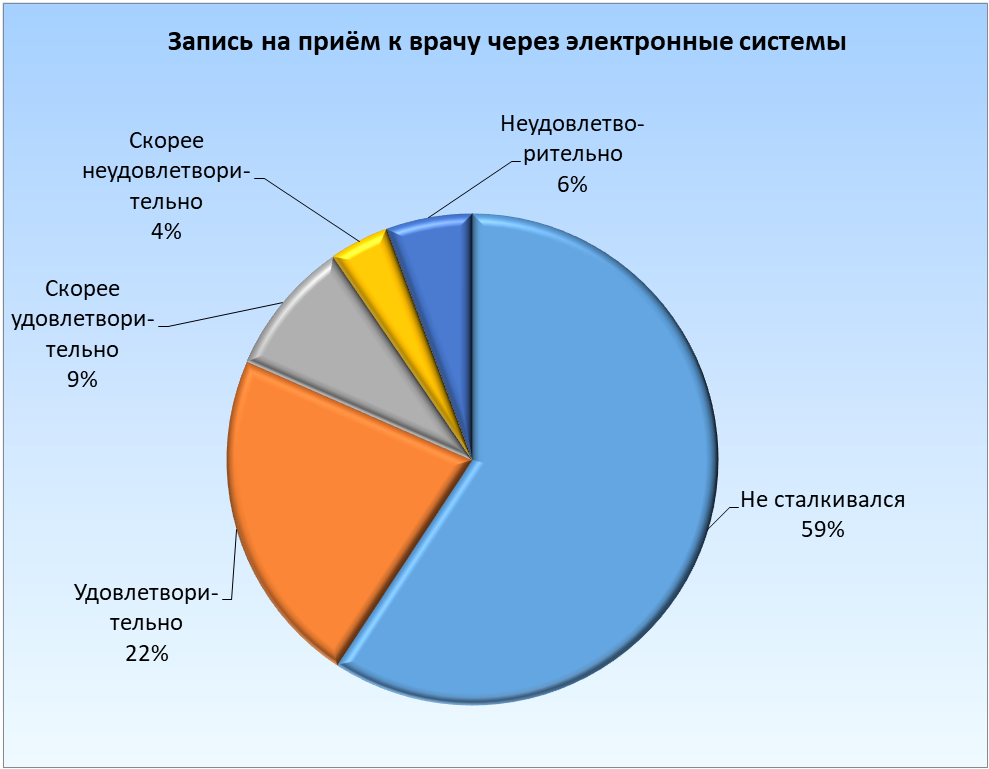 Запись на приём к врачу через электронные системы
Неудовлетво-
рительно
6%
Скорее
неудовлетвори-
тельно
4%
Скорее
удовлетвори-
тельно
9%
Не сталкивался
59%
Удовлетвори-
тельно
22%